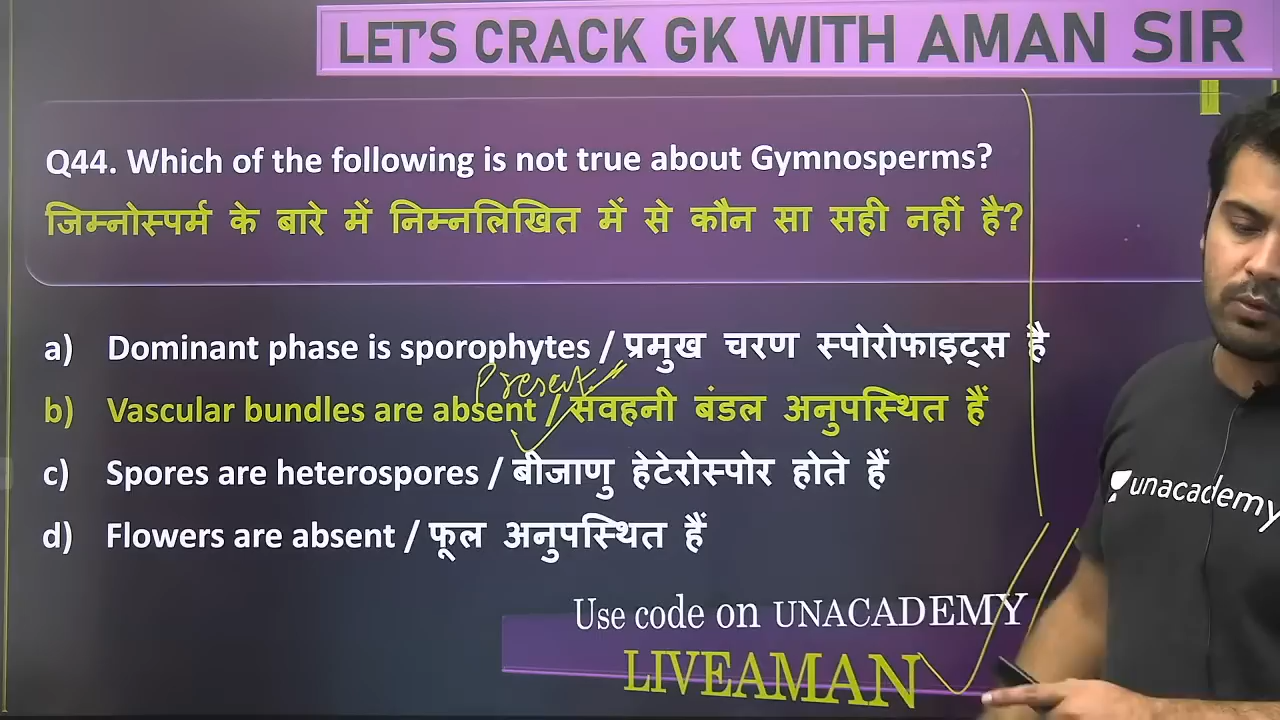 LET'S CRACK GK WITH AMAN SIR
Q44. Which of the following is not true about Gymnosperms?
जिम्नोस्पर्म के बारे में निम्नलिखित में से कौन सा सही नहीं है?
a) Dominant phase is sporophytes / प्रमुख चरण स्पोरोफाइट्स है
Present
b) Vascular bundles are absent / संवहनी बंडल अनुपस्थित हैं
c) Spores are heterospores / बीजाणु हेटेरोस्पोर होते हैं
unacademy
d) Flowers are absent / फूल अनुपस्थित हैं
Use code on UNACADEMY
LIVEAMAN